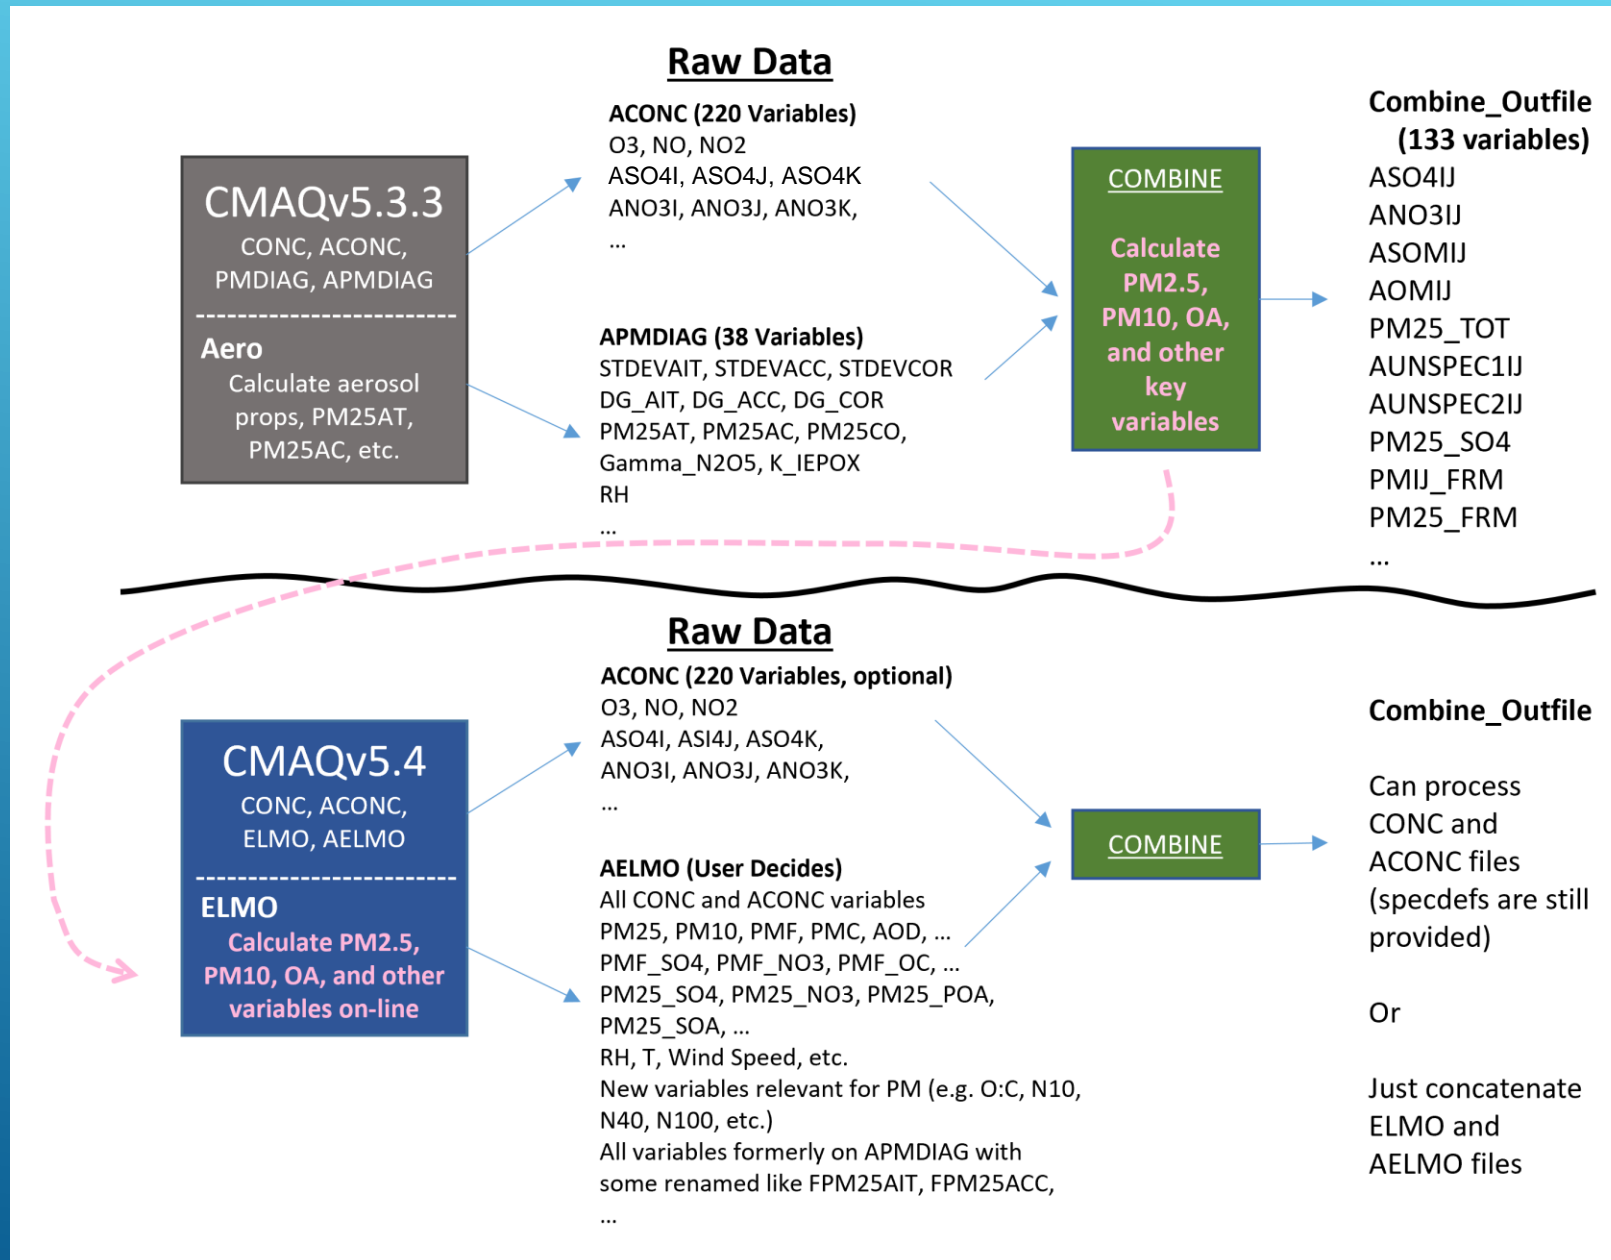 Raw Data
CMAQv5.3.3
CONC, ACONC,
PMDIAG, APMDIAG
Aero
Calculate aerosol
props, PM25AT,
PM25AC, etc.
ACONC (220 Variables)
O3, NO, NO2
ASO4I, ASO4J, ASO4K
ANO3I, ANO3J, ANO3K,
...
APMDIAG (38 Variables)
STDEVAIT, STDEVACC, STDEVCOR
DG_AIT, DG_ACC, DG_COR
PM25AT, PM25AC, PM25CO,
Gamma_N2O5, K_IEPOX
RH
...
COMBINE
Calculate
PM2.5,
PM10, OA,
and other
key
variables
Combine_Outfile
(133 variables)
ASO4IJ
ANO3IJ
ASOMIJ
AOMIJ
PM25_TOT
AUNSPEC1IJ
AUNSPEC2IJ
PM25_SO4
PMIJ_FRM
PM25_FRM
...
Raw Data
CMAQv5.4
CONC, ACONC,
ELMO, AELMO
ELMO
Calculate PM2.5,
PM10, OA, and other
variables on-line
ACONC (220 Variables, optional)
O3, NO, NO2
ASO4I, ASI4J, ASO4K,
ANO3I, ANO3J, ANO3K,
...
AELMO (User Decides)
All CONC and ACONC variables
PM25, PM10, PMF, PMC, AOD, ...
PMF_SO4, PMF_NO3, PMF_OC, ...
PM25_SO4, PM25_NO3, PM25_POA,
PM25_SOA, ...
RH, T, Wind Speed, etc.
New variables relevant for PM (e.g. O:C, N10,
N40, N100, etc.)
All variables formerly on APMDIAG with
some renamed like FPM25AIT, FPM25ACC,
...
COMBINE
Combine_Outfile
Can process
CONC and
ACONC files
(specdefs are still
provided)
Or
Just concatenate
ELMO and
AELMO files